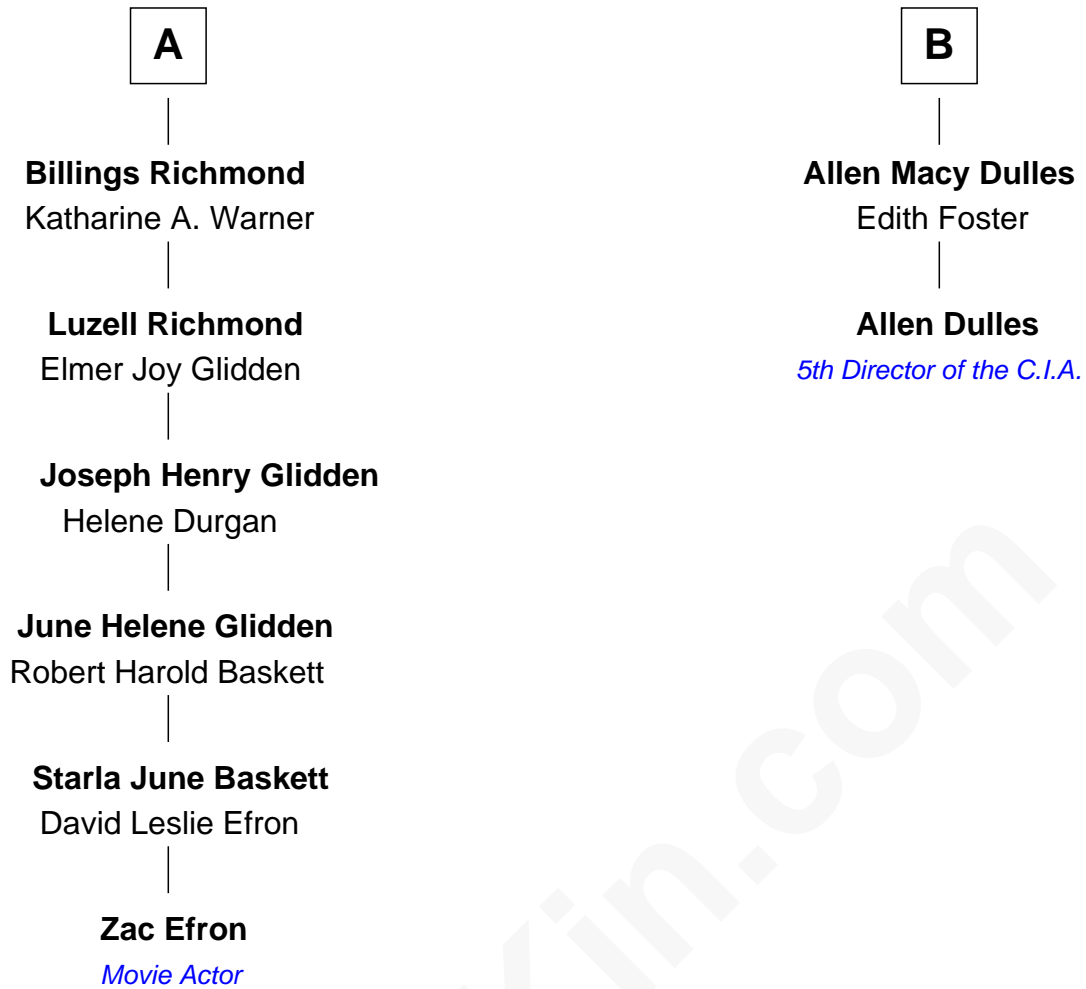 A
Billings Richmond
Katharine A. Warner
Luzell Richmond
Elmer Joy Glidden
Joseph Henry Glidden
Helene Durgan
June Helene Glidden
Robert Harold Baskett
Starla June Baskett
David Leslie Efron
Zac Efron
Movie Actor
B
Allen Macy Dulles
Edith Foster
Allen Dulles
5th Director of the C.I.A.
Kin.com